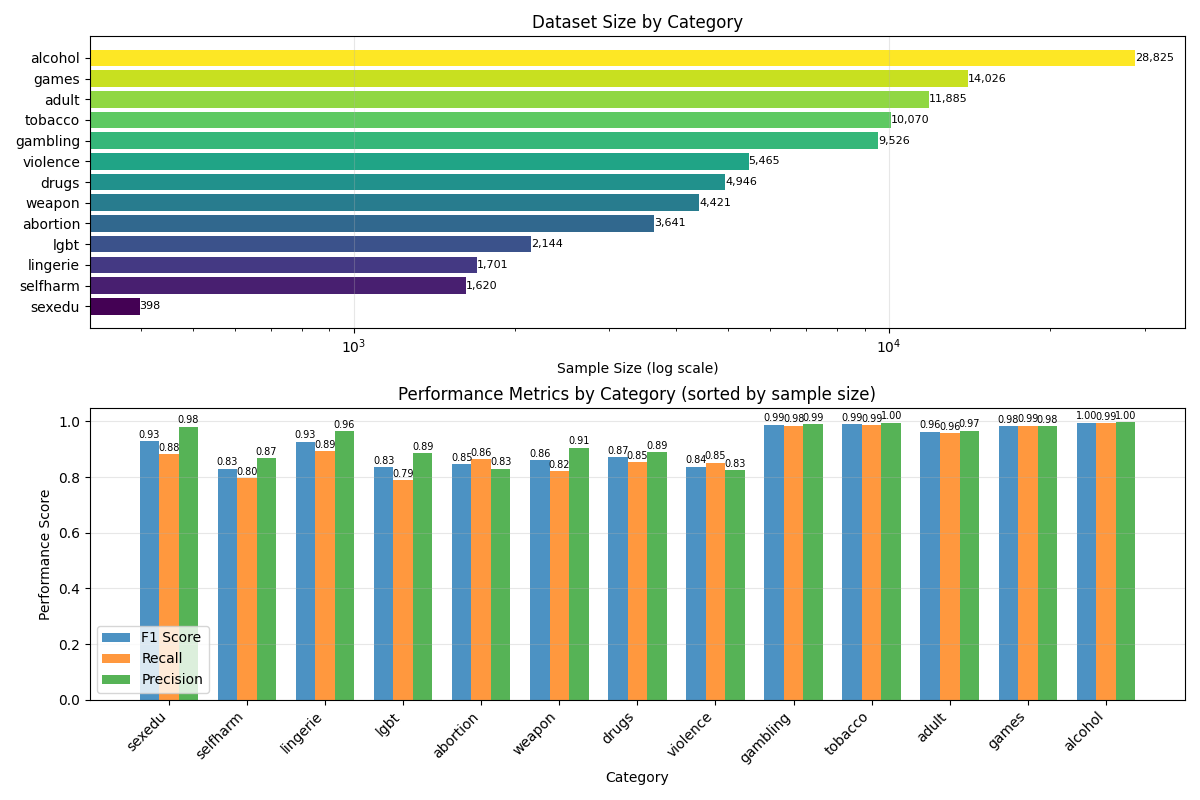 Dataset Size by Category
alcohol 28,825
games 14,026
adult 11,885
tobacco 10,070
gambling 9,526
violence 5,465
drugs 4,946
weapon 4,421
abortion 3,641
lgbt 2,144
lingerie 1,701
selfharm 1,620
sexedu 398
10³ 10⁴
Sample Size (log scale)
Performance Metrics by Category (sorted by sample size)
Performance Score
1.0
0.8
0.6
0.4
0.2
0.0
0.93 0.88 0.98
0.83 0.80 0.87
0.93 0.89 0.96
0.83 0.79 0.89
0.85 0.86 0.83
0.86 0.82 0.91
0.87 0.85 0.89
0.84 0.85 0.83
0.99 0.98 0.99
0.99 0.99 1.00
0.96 0.96 0.97
0.98 0.99 0.98
1.00 0.99 1.00
F1 Score
Recall
Precision
sexedu selfharm lingerie lgbt abortion weapon drugs violence gambling tobacco adult games alcohol
Category